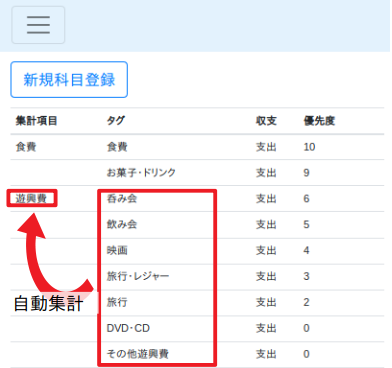 新規科目登録
集計項目 タグ 収支 優先度
食費 食費 支出 10
お菓子・ドリンク 支出 9
遊興費 呑み会 支出 6
飲み会 支出 5
映画 支出 4
旅行・レジャー 支出 3
旅行 支出 2
DVD・CD 支出 0
その他遊興費 支出 0
自動集計